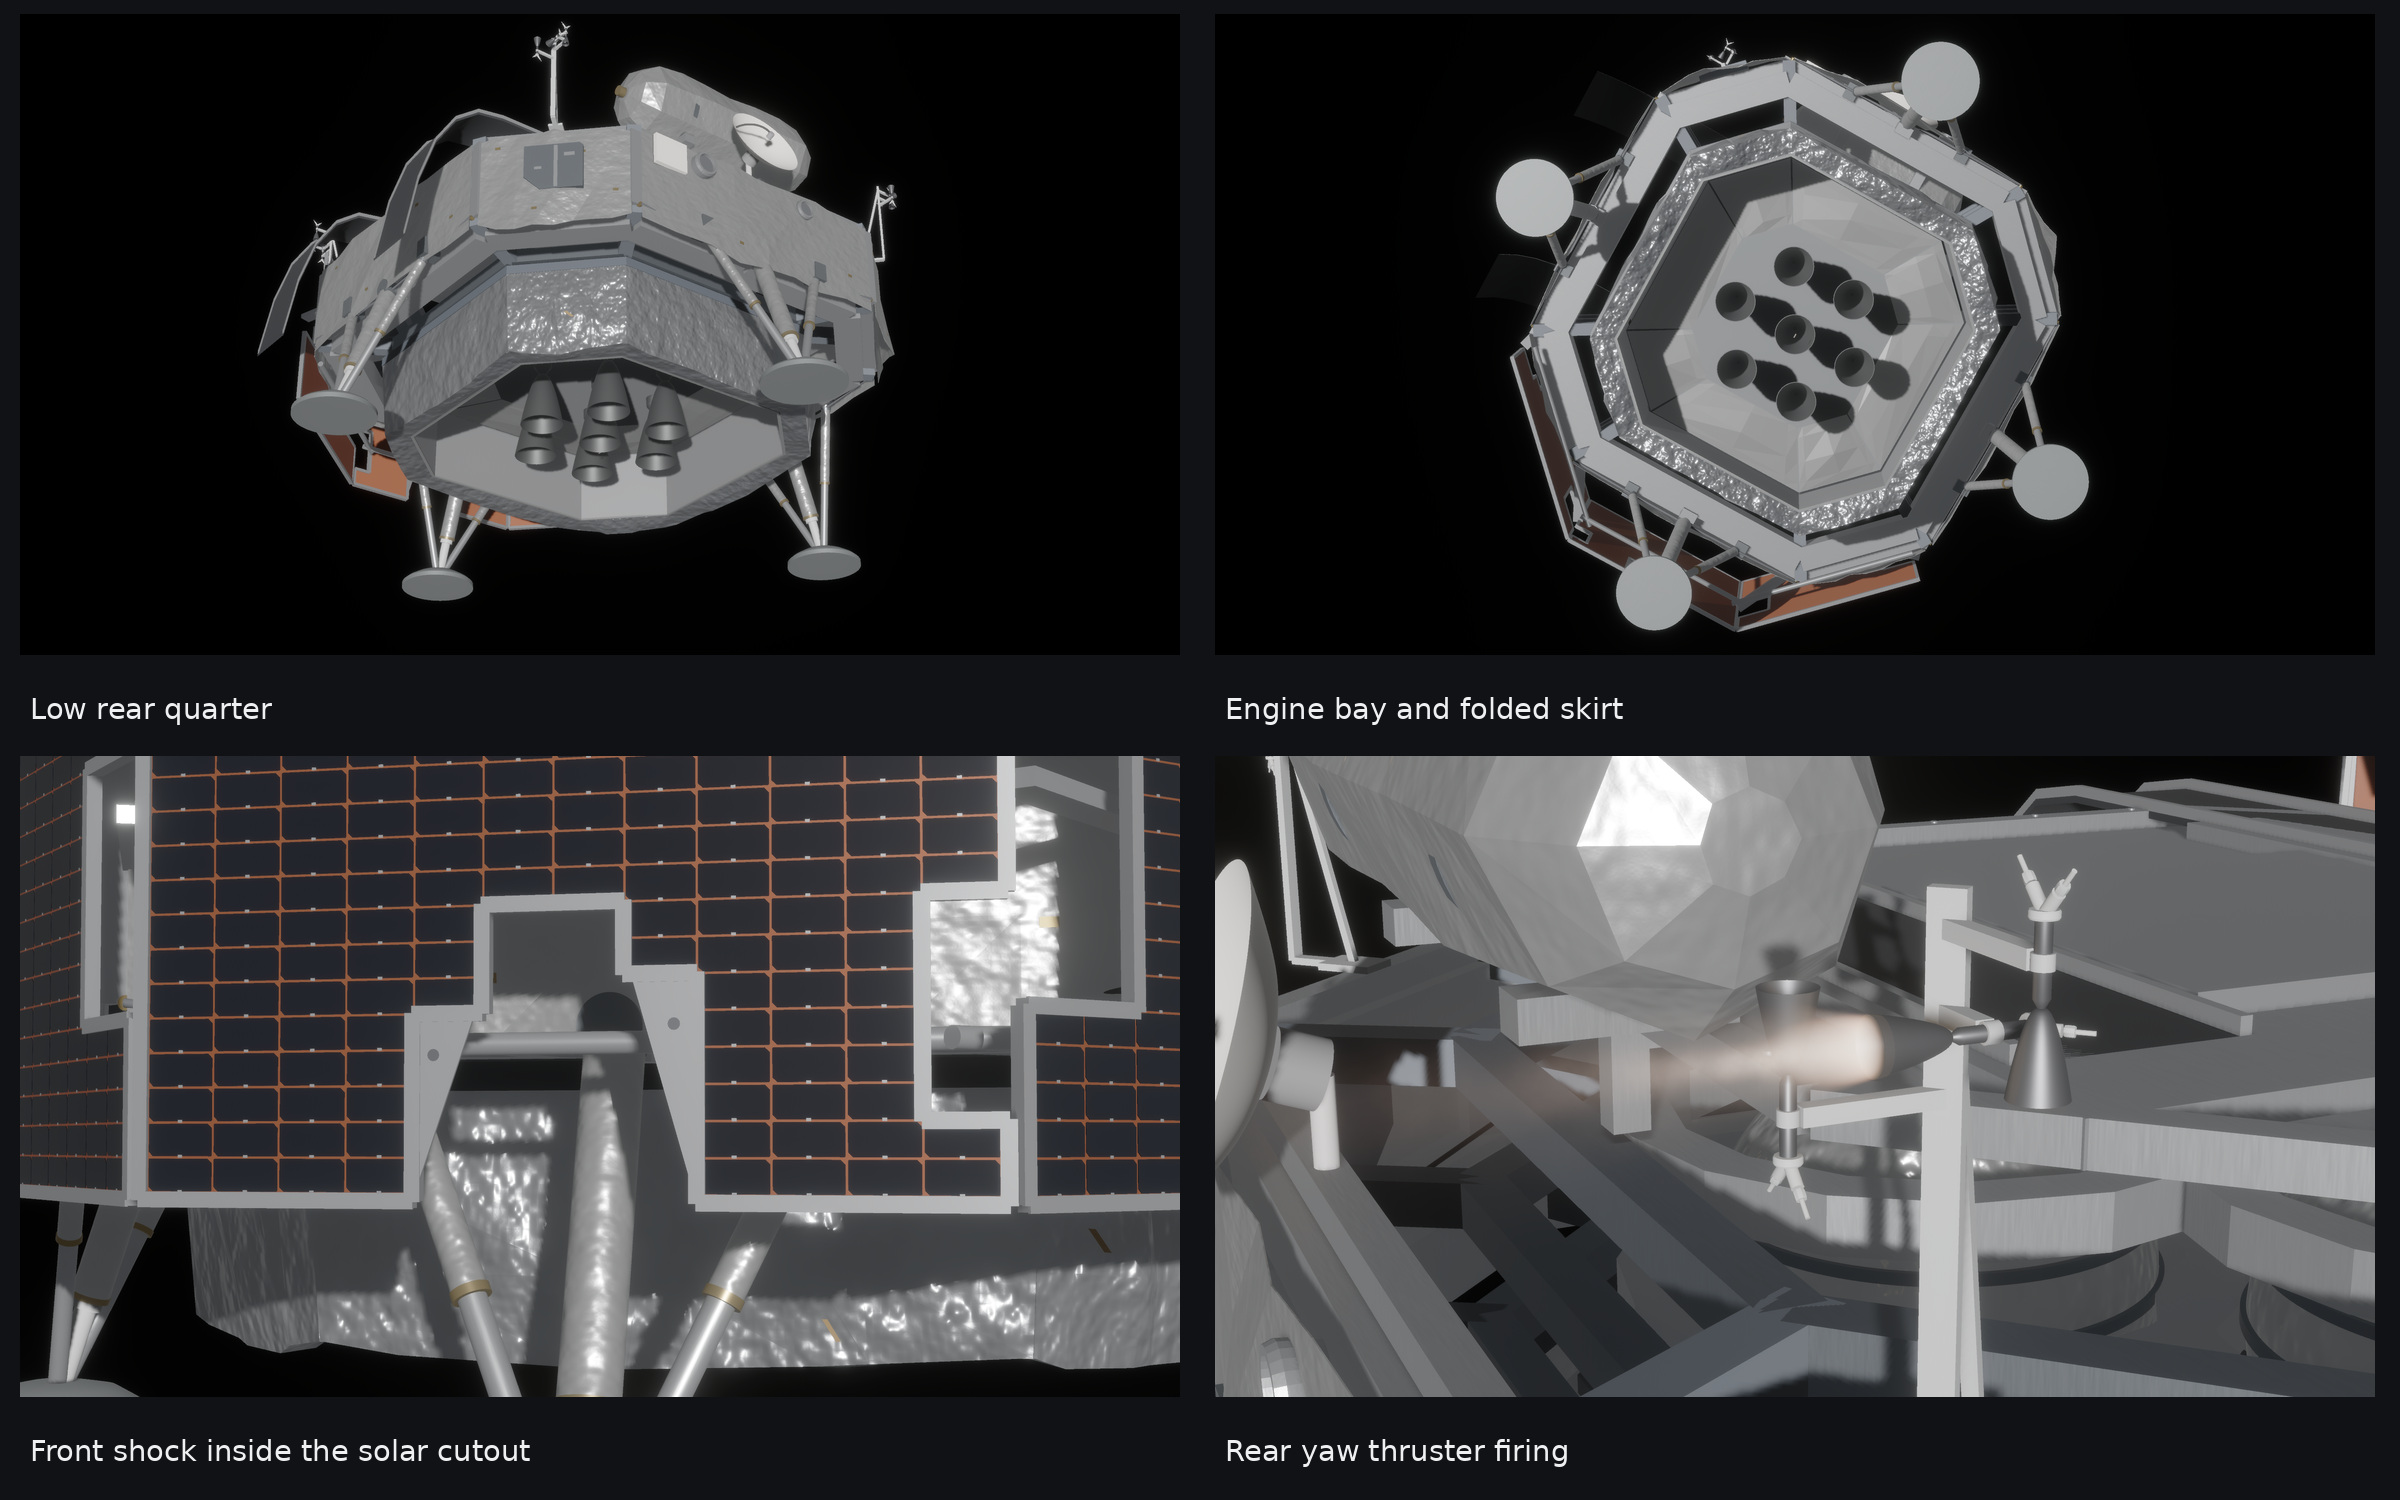 Low rear quarter
Engine bay and folded skirt
Front shock inside the solar cutout
Rear yaw thruster firing